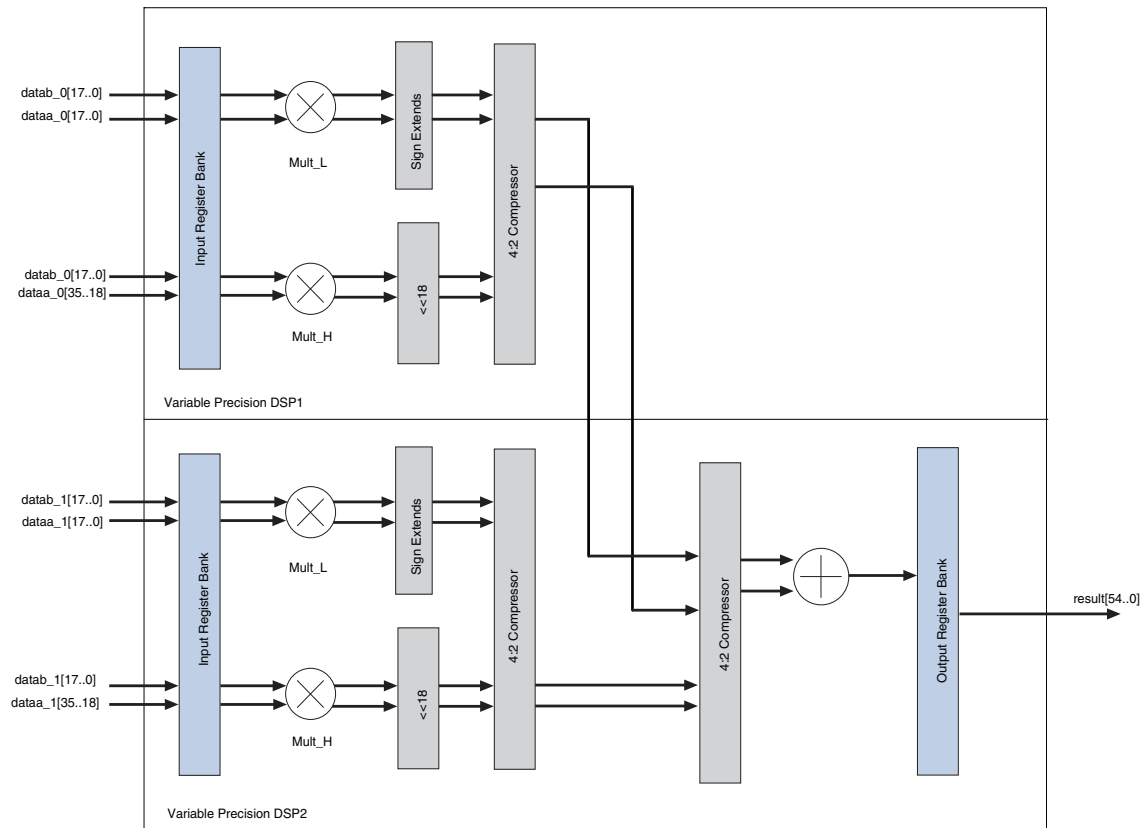 datab_0[17..0]
dataa_0[17..0]
Input Register Bank
Mult_L
Sign Extends
4:2 Compressor
datab_0[17..0]
dataa_0[35..18]
Mult_H
<<18
Variable Precision DSP1
datab_1[17..0]
dataa_1[17..0]
Input Register Bank
Mult_L
Sign Extends
4:2 Compressor
4:2 Compressor
Output Register Bank
result[54..0]
datab_1[17..0]
dataa_1[35..18]
Mult_H
<<18
Variable Precision DSP2